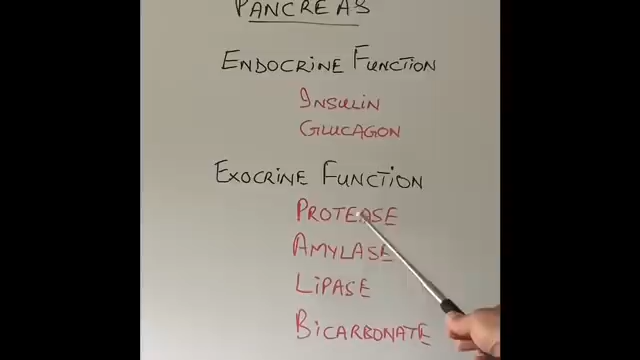 PANCREAS
ENDOCRINE FUNCTION
INSULIN
GLUCAGON
EXOCRINE FUNCTION
PROTEASE
AMYLASE
LIPASE
BICARBONATE